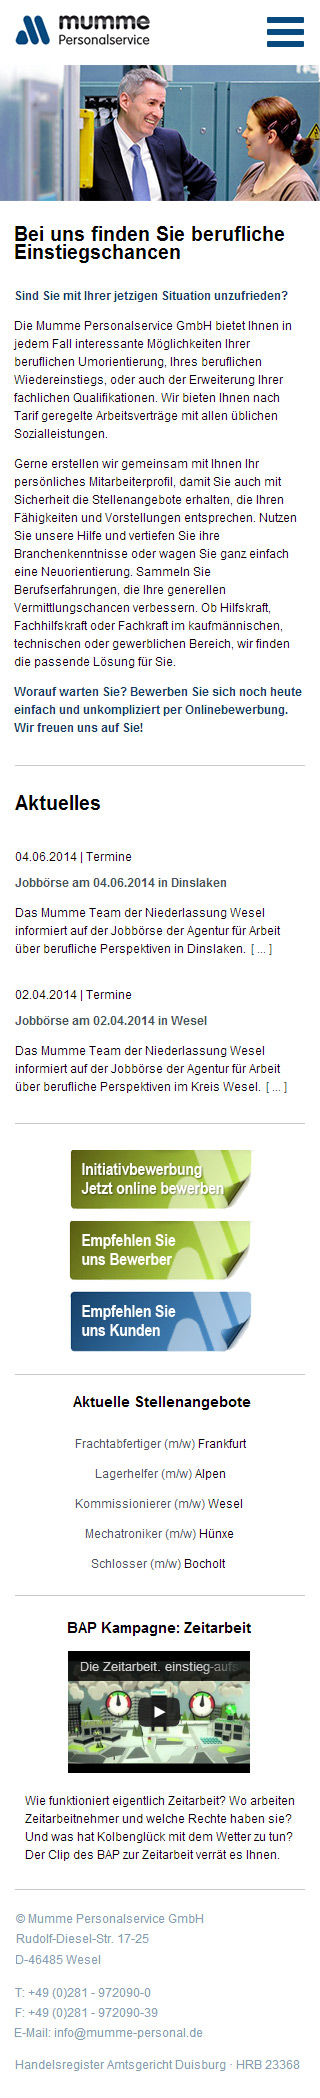 mumme
Personalservice
Bei uns finden Sie berufliche
Einstiegschancen
Sind Sie mit Ihrer jetzigen Situation unzufrieden?
Die Mumme Personalservice GmbH bietet Ihnen in
jedem Fall interessante Möglichkeiten Ihrer
beruflichen Umorientierung, Ihres beruflichen
Wiedereinstiegs, oder auch der Erweiterung Ihrer
fachlichen Qualifikationen. Wir bieten Ihnen nach
Tarif geregelte Arbeitsverträge mit allen üblichen
Sozialleistungen.
Gerne erstellen wir gemeinsam mit Ihnen Ihr
persönliches Mitarbeiterprofil, damit Sie auch mit
Sicherheit die Stellenangebote erhalten, die Ihren
Fähigkeiten und Vorstellungen entsprechen. Nutzen
Sie unsere Hilfe und vertiefen Sie ihre
Branchenkenntnisse oder wagen Sie ganz einfach
eine Neuorientierung. Sammeln Sie
Berufserfahrungen, die Ihre generellen
Vermittlungschancen verbessern. Ob Hilfskraft,
Fachhilfskraft oder Fachkraft im kaufmännischen,
technischen oder gewerblichen Bereich, wir finden
die passende Lösung für Sie.
Worauf warten Sie? Bewerben Sie sich noch heute
einfach und unkompliziert per Onlinebewerbung.
Wir freuen uns auf Sie!
Aktuelles
04.06.2014 | Termine
Jobbörse am 04.06.2014 in Dinslaken
Das Mumme Team der Niederlassung Wesel
informiert auf der Jobbörse der Agentur für Arbeit
über berufliche Perspektiven in Dinslaken. [ ... ]
02.04.2014 | Termine
Jobbörse am 02.04.2014 in Wesel
Das Mumme Team der Niederlassung Wesel
informiert auf der Jobbörse der Agentur für Arbeit
über berufliche Perspektiven im Kreis Wesel. [ ... ]
Initiativbewerbung
Jetzt online bewerben
Empfehlen Sie
uns Bewerber
Empfehlen Sie
uns Kunden
Aktuelle Stellenangebote
Frachtabfertiger (m/w) Frankfurt
Lagerhelfer (m/w) Alpen
Kommissionierer (m/w) Wesel
Mechatroniker (m/w) Hünxe
Schlosser (m/w) Bocholt
BAP Kampagne: Zeitarbeit
Die Zeitarbeit. einstieg-aufs
Wie funktioniert eigentlich Zeitarbeit? Wo arbeiten
Zeitarbeitnehmer und welche Rechte haben sie?
Und was hat Kolbenglück mit dem Wetter zu tun?
Der Clip des BAP zur Zeitarbeit verrät es Ihnen.
© Mumme Personalservice GmbH
Rudolf-Diesel-Str. 17-25
D-46485 Wesel
T: +49 (0)281 - 972090-0
F: +49 (0)281 - 972090-39
E-Mail: info@mumme-personal.de
Handelsregister Amtsgericht Duisburg · HRB 23368